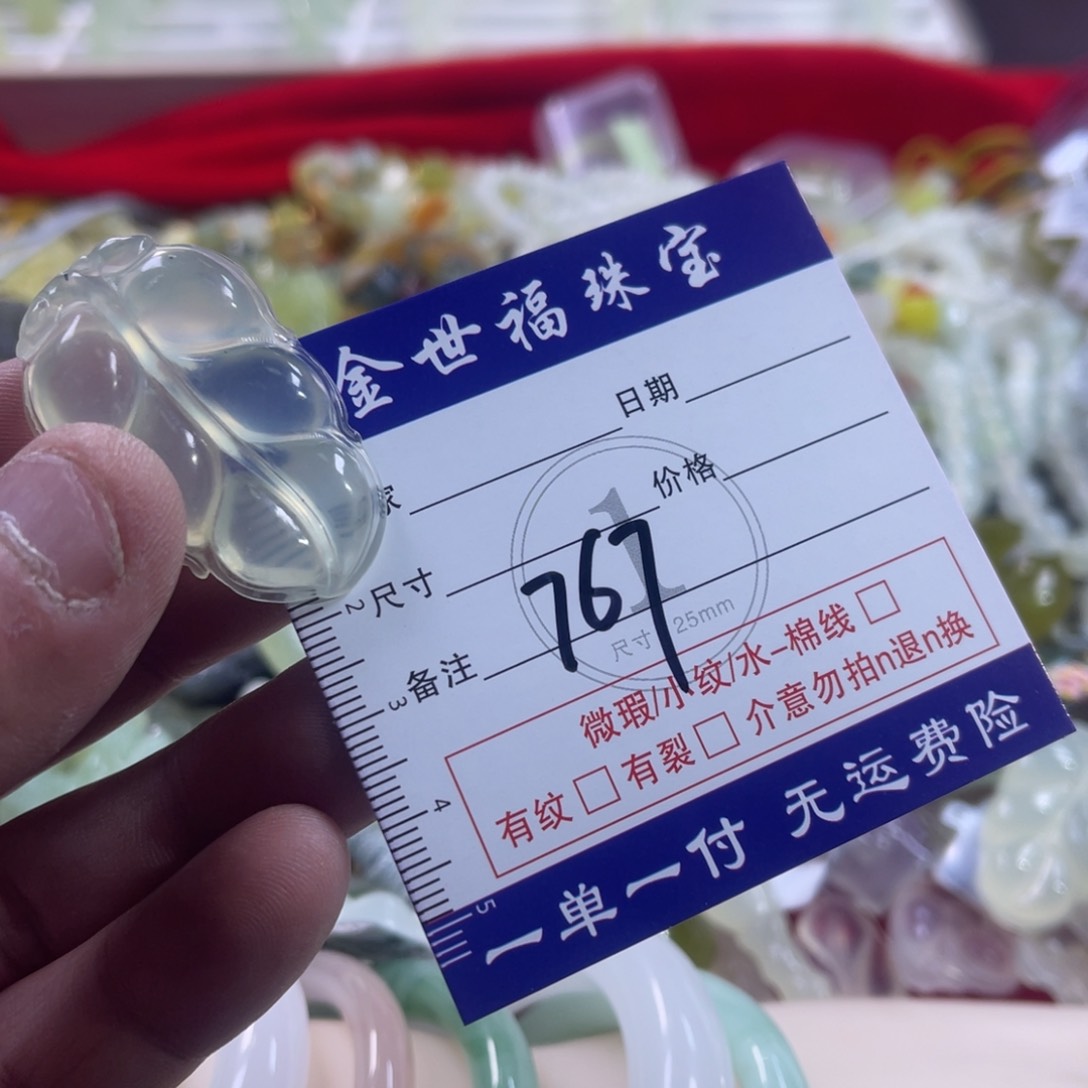 金世福珠宝
家 日期
尺寸 价格
备注 767
1
尺寸 25mm
微瑕/小纹/水-棉线□
有纹□有裂□介意勿拍n退n换
一单一付 无运费险
2
3
4
5